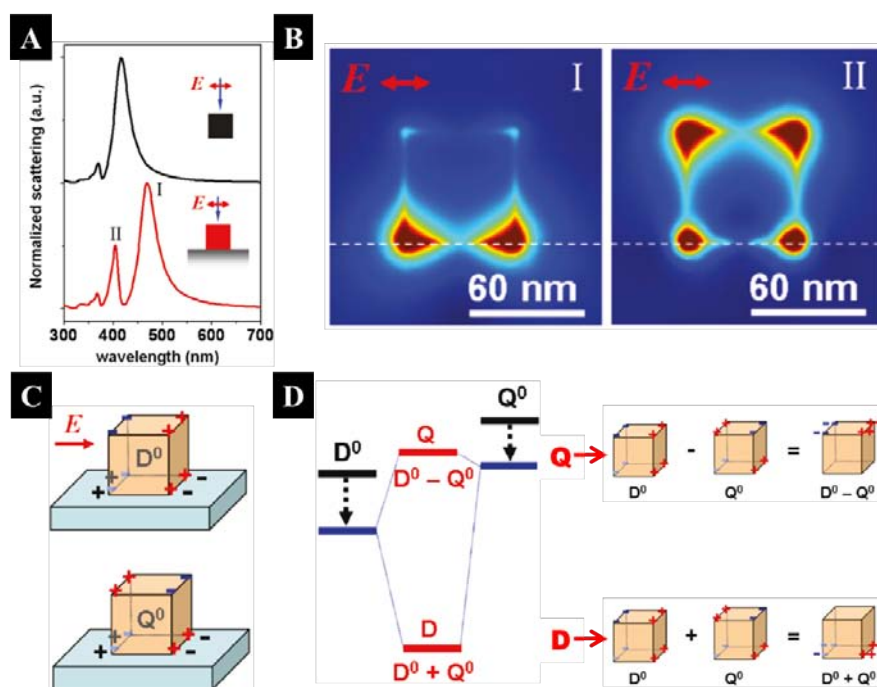 A
Normalized scattering (a.u.)
E
I
II
E
300 400 500 600 700
wavelength (nm)
B
E
I
60 nm
E
II
60 nm
C
E
D⁰
+ + - -
Q⁰
+ + - -
D
D⁰
Q
D⁰ – Q⁰
Q⁰
D
D⁰ + Q⁰
Q
D⁰ - Q⁰ = D⁰ – Q⁰
D
D⁰ + Q⁰ = D⁰ + Q⁰